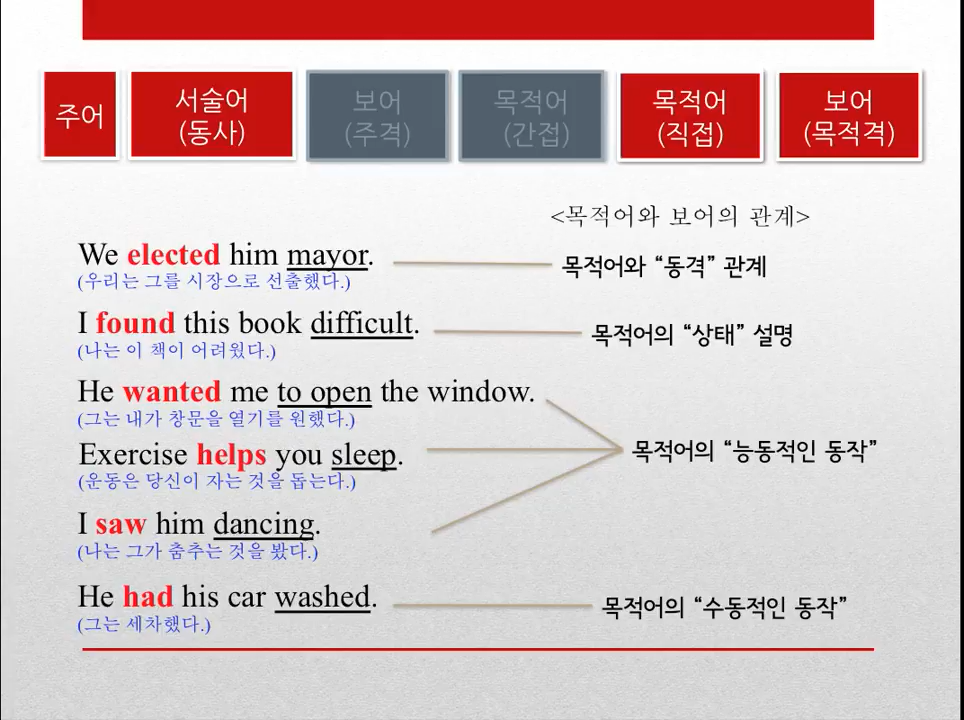 주어
서술어
(동사)
보어
(주격)
목적어
(간접)
목적어
(직접)
보어
(목적격)
<목적어와 보어의 관계>
We elected him mayor.
(우리는 그를 시장으로 선출했다.)
목적어와 “동격” 관계
I found this book difficult.
(나는 이 책이 어려웠다.)
목적어의 “상태” 설명
He wanted me to open the window.
(그는 내가 창문을 열기를 원했다.)
Exercise helps you sleep.
(운동은 당신이 자는 것을 돕는다.)
목적어의 “능동적인 동작”
I saw him dancing.
(나는 그가 춤추는 것을 봤다.)
He had his car washed.
(그는 세차했다.)
목적어의 “수동적인 동작”